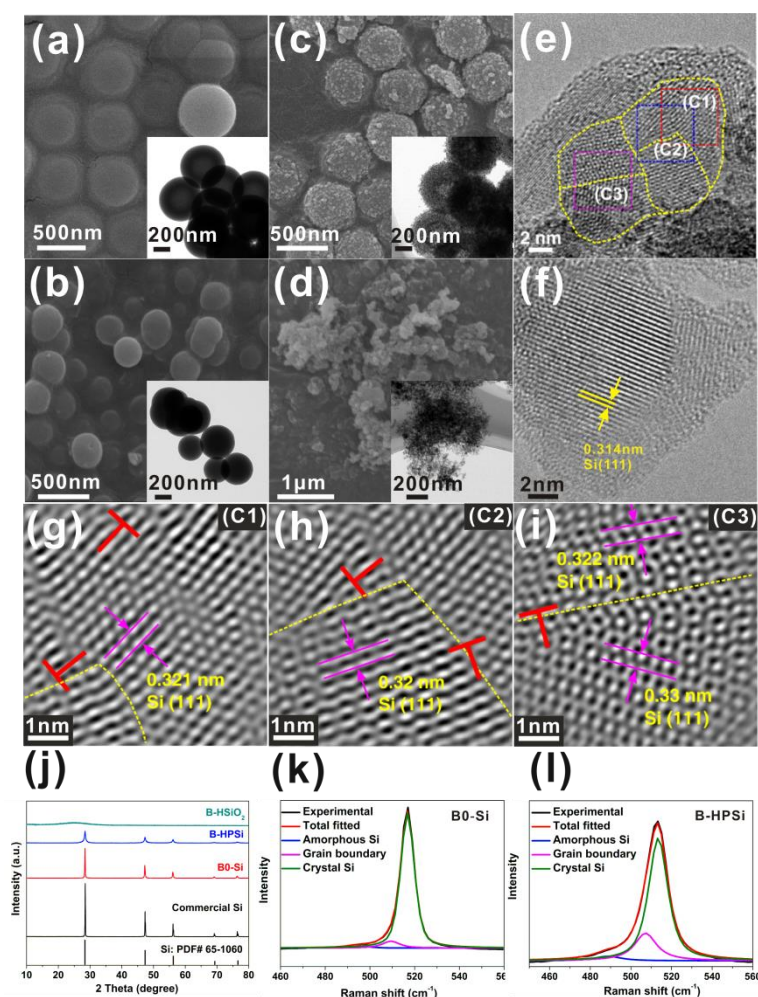 (a)
500nm
200nm
(c)
500nm
200nm
(e)
(C1)
(C2)
(C3)
2 nm
(b)
500nm
200nm
(d)
1μm
200nm
(f)
0.314nm
Si(111)
2nm
(g)
(C1)
0.321 nm
Si (111)
1nm
(h)
(C2)
0.32 nm
Si (111)
1nm
(i)
(C3)
0.322 nm
Si (111)
0.33 nm
Si (111)
1nm
(j)
B-HSiO₂
B-HPSi
B0-Si
Commercial Si
Si: PDF# 65-1060
Intensity (a.u.)
10 20 30 40 50 60 70 80
2 Theta (degree)
(k)
Experimental
Total fitted
Amorphous Si
Grain boundary
Crystal Si
B0-Si
Intensity
460 480 500 520 540 56
Raman shift (cm⁻¹)
(l)
Experimental
Total fitted
Amorphous Si
Grain boundary
Crystal Si
B-HPSi
Intensity
460 480 500 520 540 560
Raman shift (cm⁻¹)